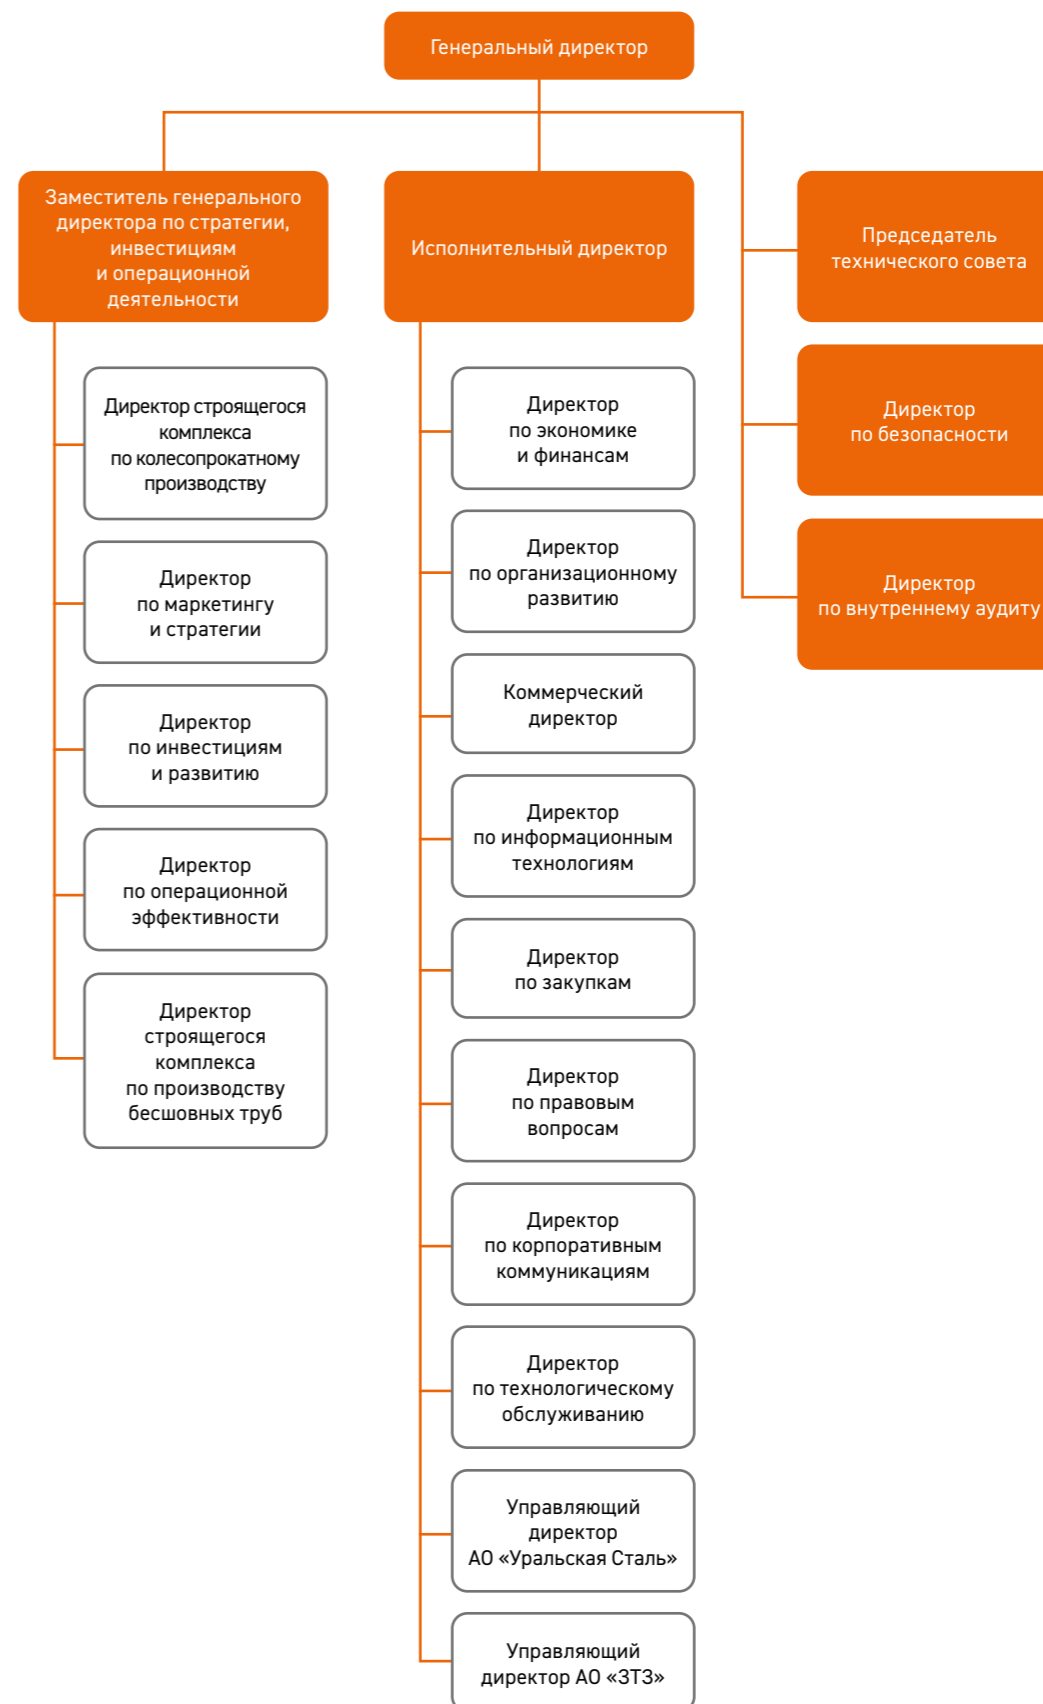 Генеральный директор
Заместитель генерального
директора по стратегии,
инвестициям
и операционной
деятельности
Директор строящегося
комплекса
по колесопрокатному
производству
Директор
по маркетингу
и стратегии
Директор
по инвестициям
и развитию
Директор
по операционной
эффективности
Директор
строящегося
комплекса
по производству
бесшовных труб
Исполнительный директор
Директор
по экономике
и финансам
Директор
по организационному
развитию
Коммерческий
директор
Директор
по информационным
технологиям
Директор
по закупкам
Директор
по правовым
вопросам
Директор
по корпоративным
коммуникациям
Директор
по технологическому
обслуживанию
Управляющий
директор
АО «Уральская Сталь»
Управляющий
директор АО «ЗТЗ»
Председатель
технического совета
Директор
по безопасности
Директор
по внутреннему аудиту